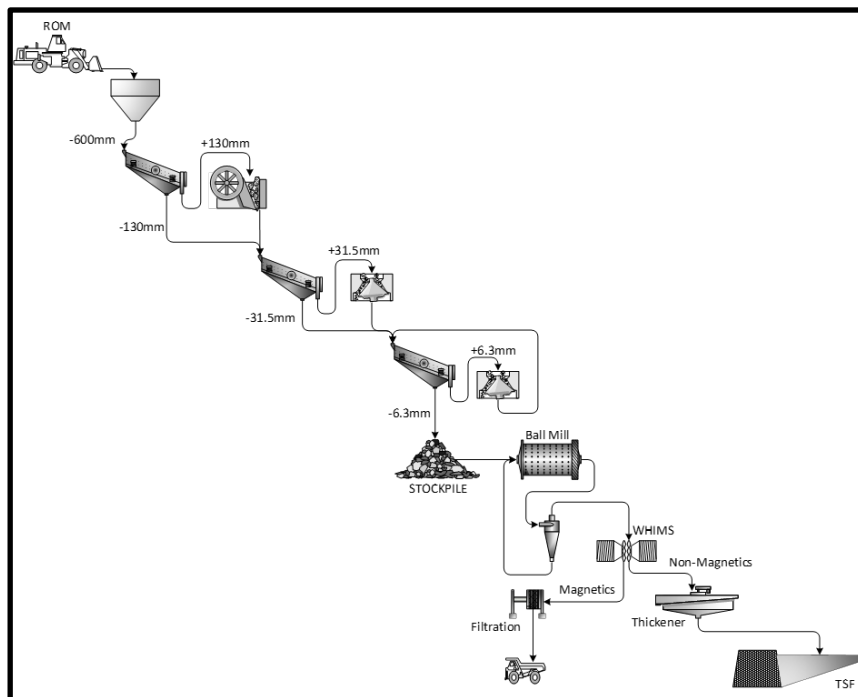 ROM
-600mm
+130mm
-130mm
+31.5mm
-31.5mm
+6.3mm
-6.3mm
Ball Mill
STOCKPILE
WHIMS
Non-Magnetics
Magnetics
Filtration
Thickener
TSF